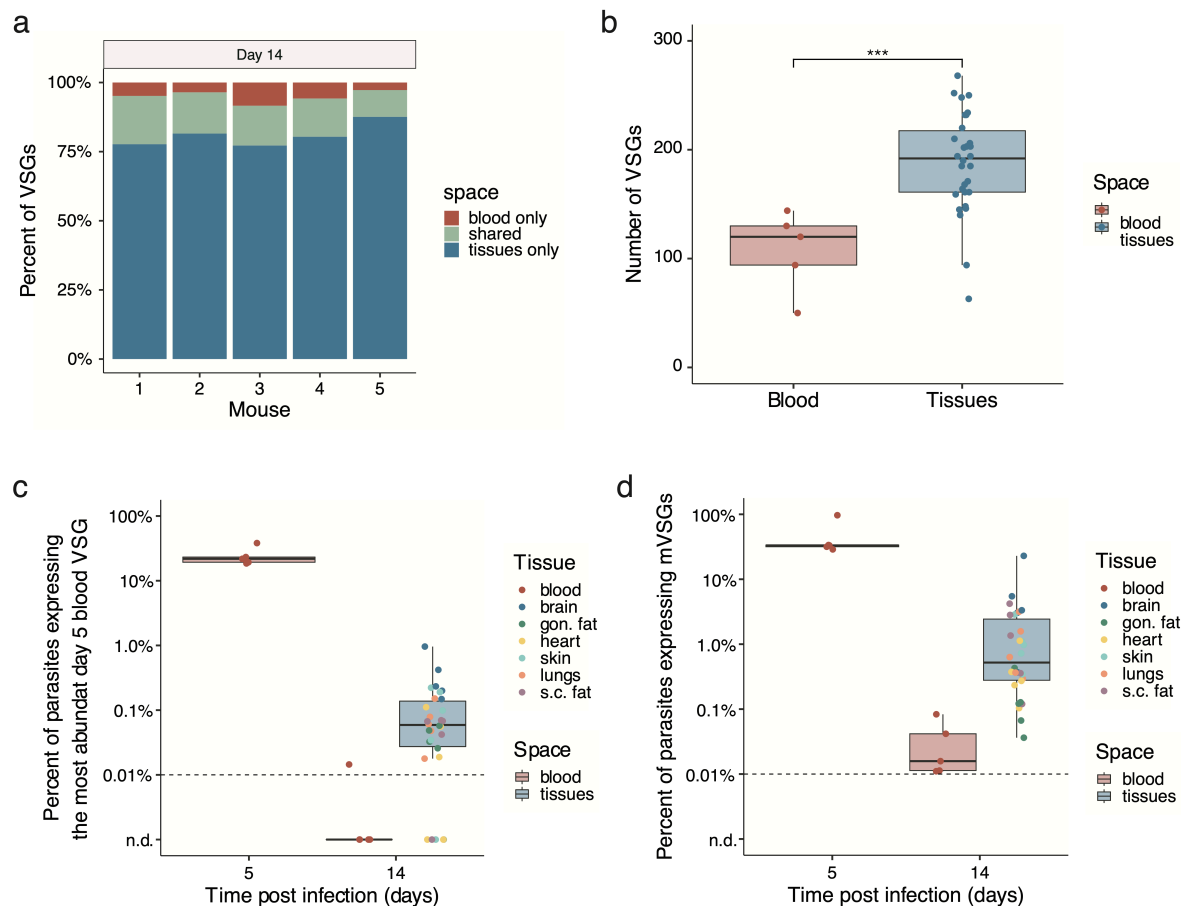 a
Day 14
100%
75%
50%
25%
0%
Percent of VSGs
1 2 3 4 5
Mouse
space
blood only
shared
tissues only
b
***
300
200
100
0
Number of VSGs
Blood Tissues
Space
blood
tissues
c
100%
10%
1.0%
0.1%
0.01%
n.d.
Percent of parasites expressing
the most abundat day 5 blood VSG
5 14
Time post infection (days)
Tissue
blood
brain
gon. fat
heart
skin
lungs
s.c. fat
Space
blood
tissues
d
100%
10%
1.0%
0.1%
0.01%
n.d.
Percent of parasites expressing mVSGs
5 14
Time post infection (days)
Tissue
blood
brain
gon. fat
heart
skin
lungs
s.c. fat
Space
blood
tissues